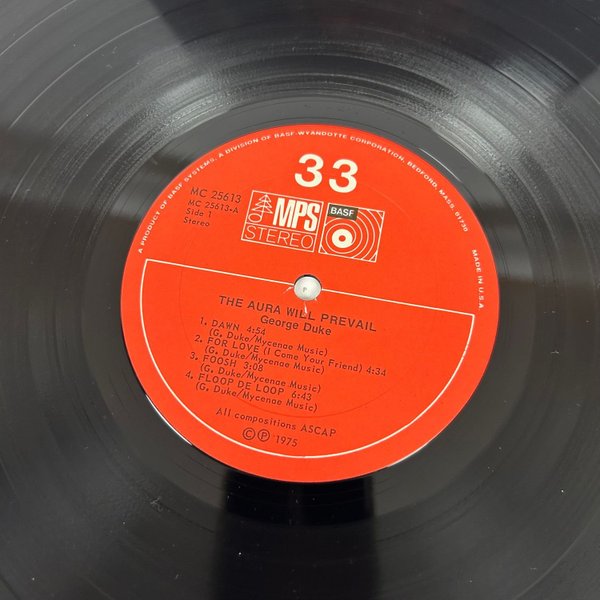 A PRODUCT OF BASF SYSTEMS, A DIVISION OF BASF-WYANDOTTE CORPORATION, BEDFORD, MASS. 01730
MADE IN U.S.A
33
MC 25613
MC 25613-A
Side 1
Stereo
MPS
STEREO
BASF
THE AURA WILL PREVAIL
George Duke
1. DAWN 4:54
(G. Duke/Mycenae Music)
2. FOR LOVE (I Come Your Friend) 4:34
(G. Duke/Mycenae Music)
3. FOOSH 3:08
(G. Duke/Mycenae Music)
4. FLOOP DE LOOP 6:43
(G. Duke/Mycenae Music)
All compositions ASCAP
© ℗ 1975